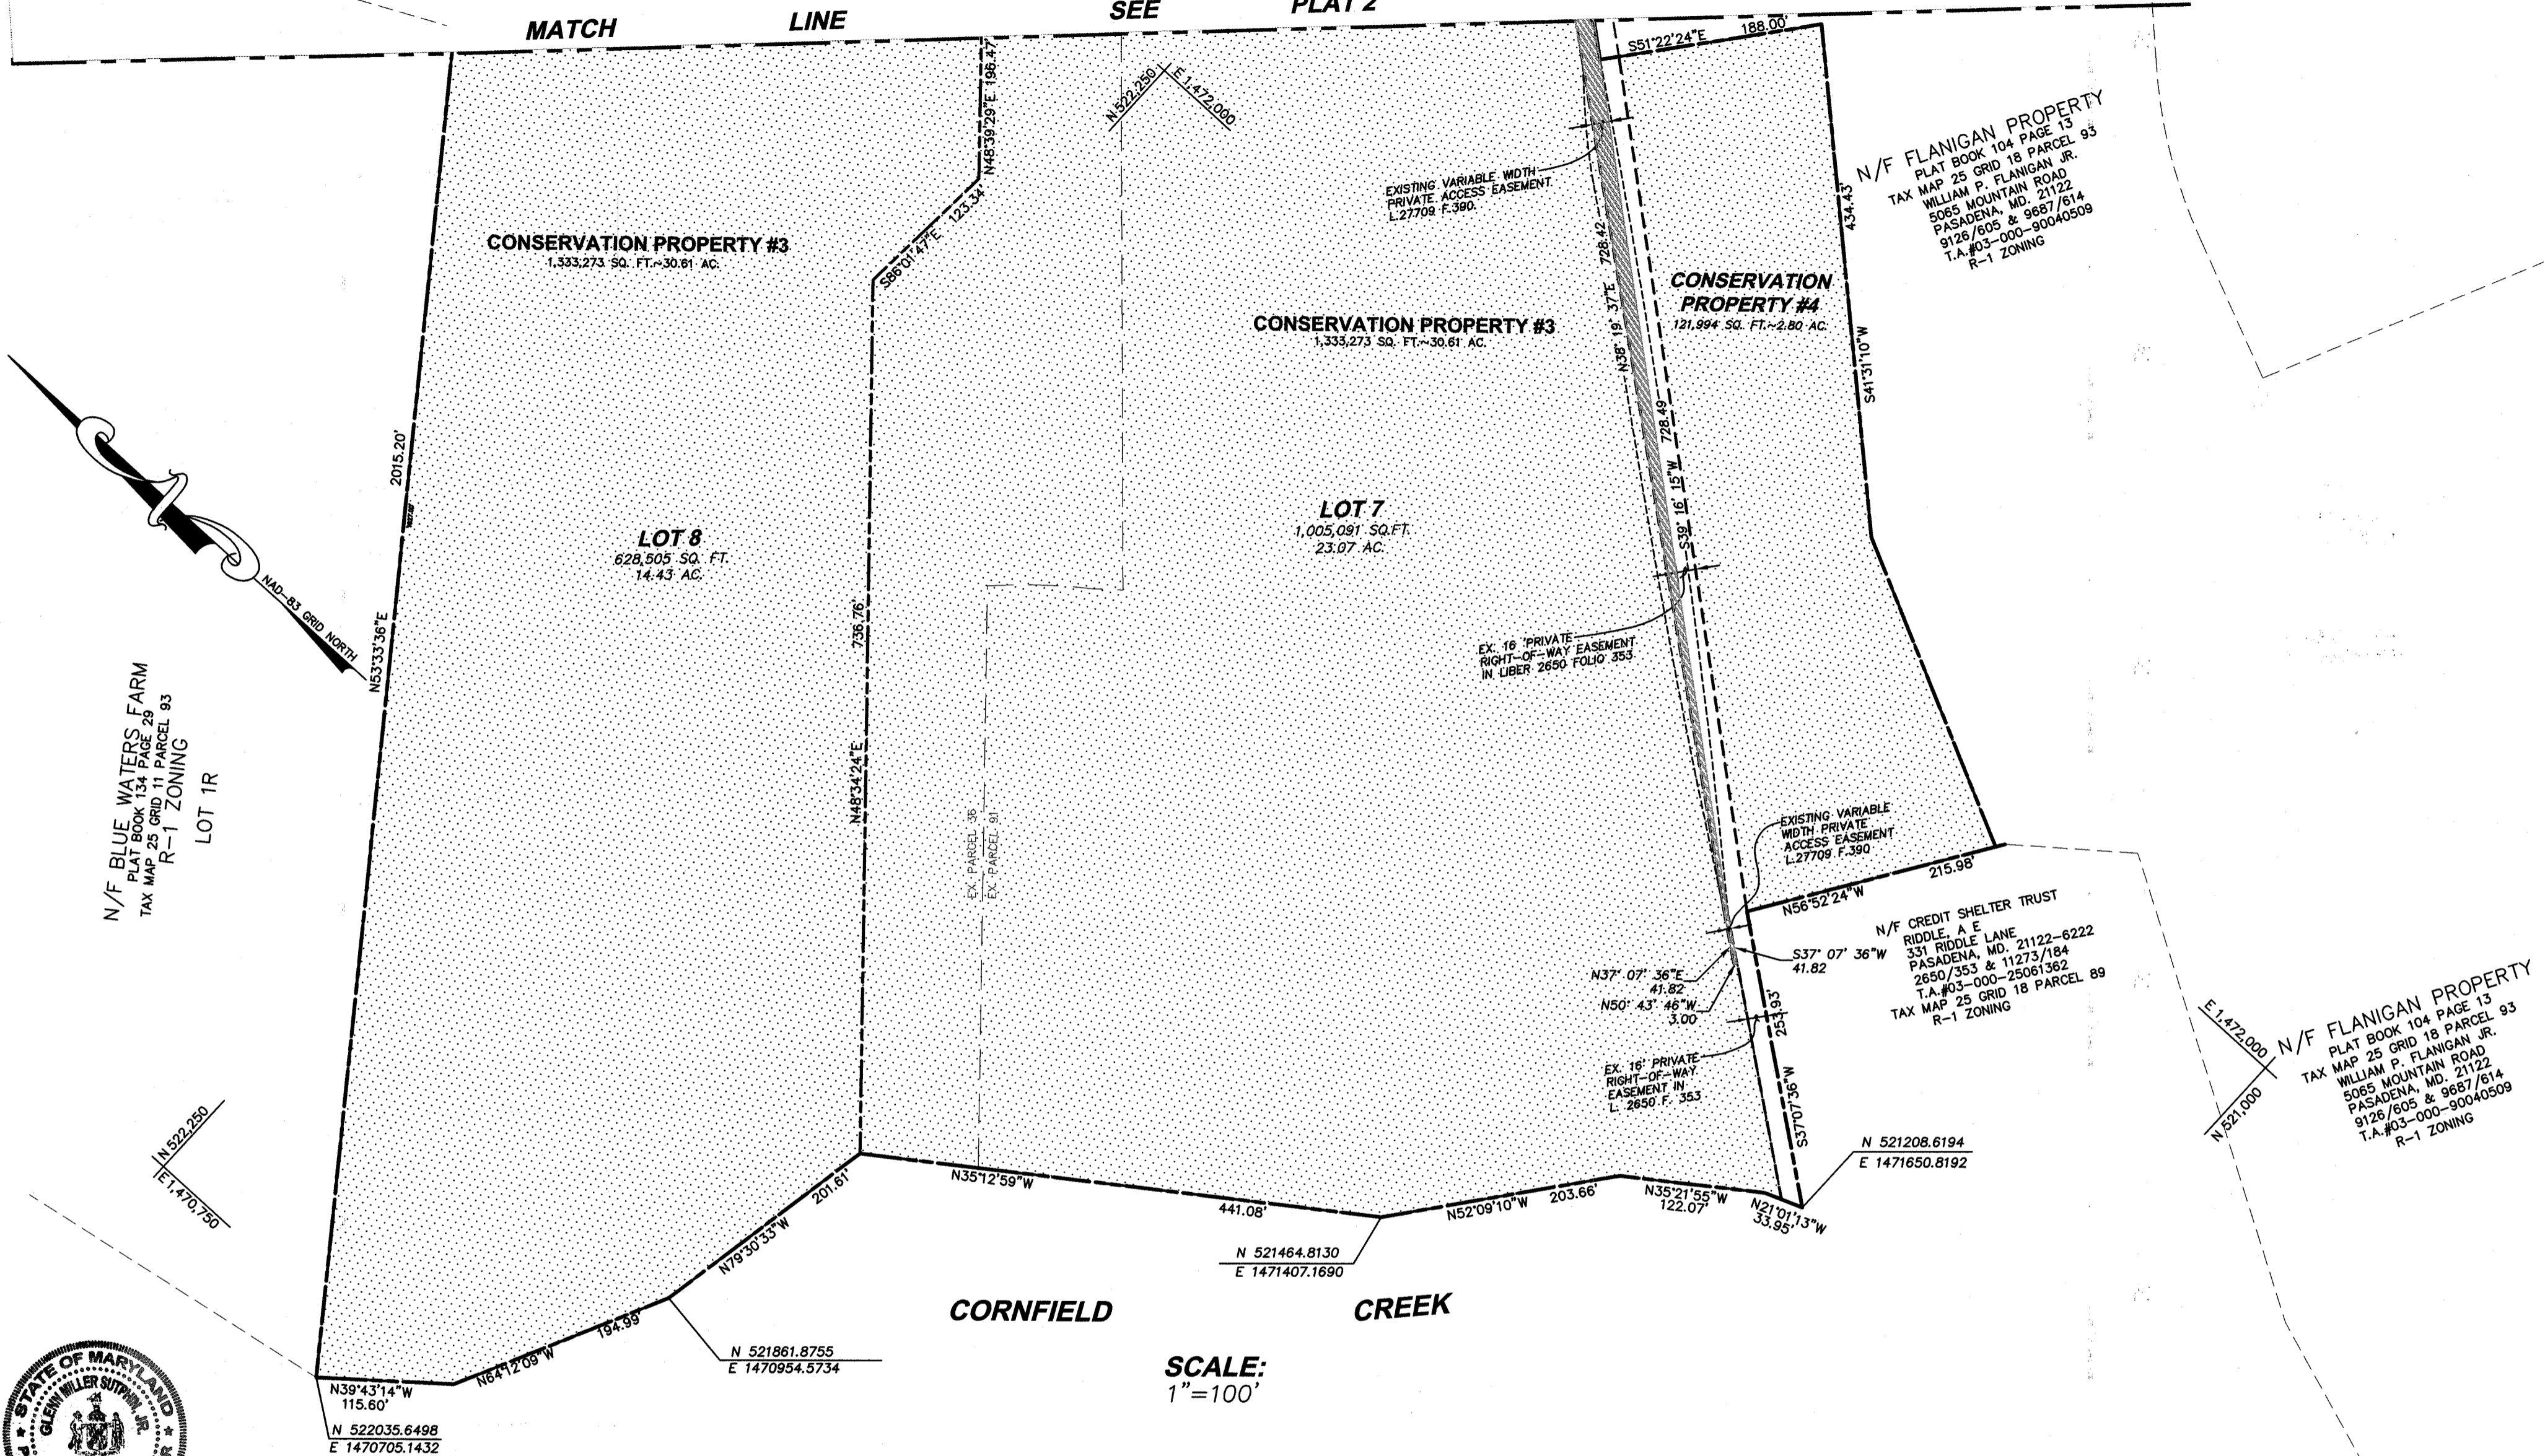 MATCH LINE SEE PLAT 2
S51°22'24"E 188.00'
N48°39'29"E 196.47'
N 522,250
E 1,472,000
N/F FLANIGAN PROPERTY
PLAT BOOK 104 PAGE 13
TAX MAP 25 GRID 18 PARCEL 93
WILLIAM P. FLANIGAN JR.
5065 MOUNTAIN ROAD
PASADENA, MD. 21122
9126/605 & 9687/614
T.A.#03-000-90040509
R-1 ZONING
EXISTING VARIABLE WIDTH
PRIVATE ACCESS EASEMENT
L.27709 F.390.
434.43'
S41°31'10"W
S86°01'47"E 123.34'
CONSERVATION PROPERTY #3
1,333,273 SQ. FT.~30.61 AC.
CONSERVATION PROPERTY #3
1,333,273 SQ. FT.~30.61 AC.
CONSERVATION
PROPERTY #4
121,994 SQ. FT.~2.80 AC.
N38° 19' 37"E 728.42
S39° 16' 15"W 728.49
N53°33'36"E 2015.20'
NAD-83 GRID NORTH
LOT 8
628,505 SQ. FT.
14.43 AC.
LOT 7
1,005,091 SQ.FT.
23.07 AC.
N48°34'24"E 736.76'
EX. 16 'PRIVATE
RIGHT-OF-WAY EASEMENT
IN LIBER 2650 FOLIO 353
N/F BLUE WATERS FARM
PLAT BOOK 134 PAGE 29
TAX MAP 25 GRID 11 PARCEL 93
R-1 ZONING
LOT 1R
EX. PARCEL 36
EX. PARCEL 91
EXISTING VARIABLE
WIDTH PRIVATE
ACCESS EASEMENT
L.27709 F.390
N56°52'24"W 215.98'
N/F CREDIT SHELTER TRUST
RIDDLE, A E
331 RIDDLE LANE
PASADENA, MD. 21122-6222
2650/353 & 11273/184
T.A.#03-000-25061362
TAX MAP 25 GRID 18 PARCEL 89
R-1 ZONING
S37° 07' 36"W
41.82
N37° 07' 36"E
41.82
N50° 43' 46"W
3.00
EX. 16' PRIVATE
RIGHT-OF-WAY
EASEMENT IN
L. 2650 F. 353
S37°07'36"W 253.93'
E 1,472,000
N 521,000
N/F FLANIGAN PROPERTY
PLAT BOOK 104 PAGE 13
TAX MAP 25 GRID 18 PARCEL 93
WILLIAM P. FLANIGAN JR.
5065 MOUNTAIN ROAD
PASADENA, MD. 21122
9126/605 & 9687/614
T.A.#03-000-90040509
R-1 ZONING
N 522,250
E 1,470,750
N 521208.6194
E 1471650.8192
N35°12'59"W 441.08'
N52°09'10"W 203.66'
N35°21'55"W
122.07'
N21°01'13"W
33.95'
N79°30'33"W 201.61'
N64°12'09"W 194.99'
N39°43'14"W
115.60'
N 521464.8130
E 1471407.1690
N 521861.8755
E 1470954.5734
N 522035.6498
E 1470705.1432
CORNFIELD CREEK
SCALE:
1"=100'
STATE OF MARYLAND
GLENN MILLER SUTPHIN, JR.